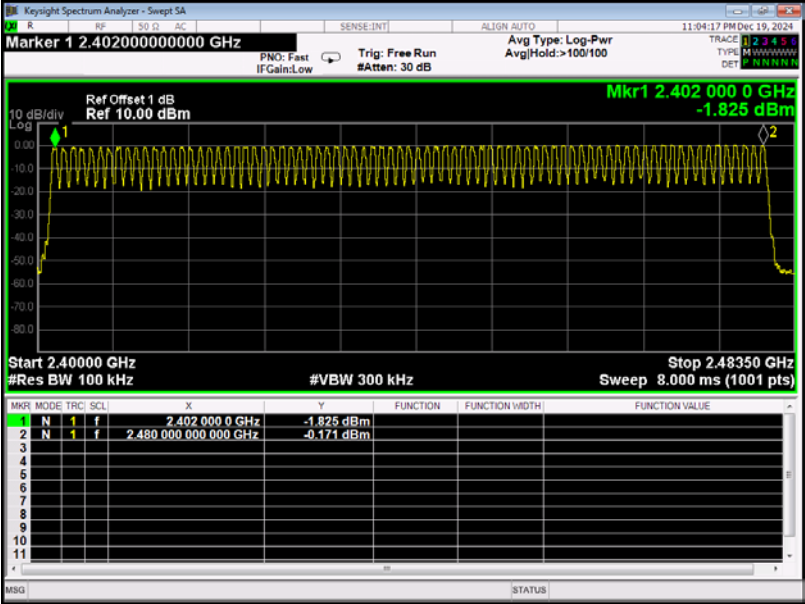 Keysight Spectrum Analyzer - Swept SA
R RF 50 Ω AC SENSE:INT ALIGN AUTO 11:04:17 PM Dec 19, 2024
Marker 1 2.402000000000 GHz
PNO: Fast
IFGain:Low
Trig: Free Run
#Atten: 30 dB
Avg Type: Log-Pwr
Avg|Hold:>100/100
TRACE 1 2 3 4 5 6
TYPE M W W W W W
DET P N N N N N
Mkr1 2.402 000 0 GHz
-1.825 dBm
Ref Offset 1 dB
10 dB/div Ref 10.00 dBm
Log
1
2
0.00
-10.0
-20.0
-30.0
-40.0
-50.0
-60.0
-70.0
-80.0
Start 2.40000 GHz Stop 2.48350 GHz
#Res BW 100 kHz #VBW 300 kHz Sweep 8.000 ms (1001 pts)
MKR MODE TRC SCL X Y FUNCTION FUNCTION WIDTH FUNCTION VALUE
1 N 1 f 2.402 000 0 GHz -1.825 dBm
2 N 1 f 2.480 000 000 000 GHz -0.171 dBm
3
4
5
6
7
8
9
10
11
MSG STATUS